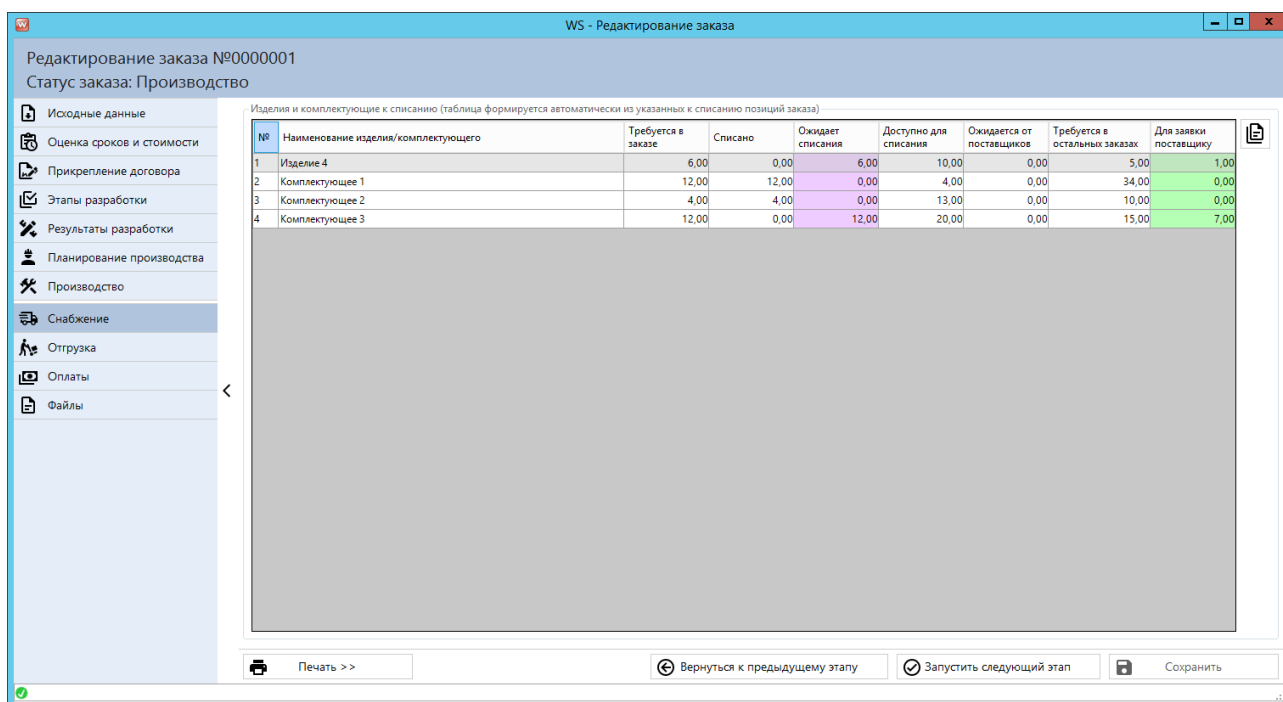 WS - Редактирование заказа
Редактирование заказа №0000001
Статус заказа: Производство
Исходные данные
Оценка сроков и стоимости
Прикрепление договора
Этапы разработки
Результаты разработки
Планирование производства
Производство
Снабжение
Отгрузка
Оплаты
Файлы
Изделия и комплектующие к списанию (таблица формируется автоматически из указанных к списанию позиций заказа)
№ Наименование изделия/комплектующего Требуется в заказе Списано Ожидает списания Доступно для списания Ожидается от поставщиков Требуется в остальных заказах Для заявки поставщику
1 Изделие 4 6,00 0,00 6,00 10,00 0,00 5,00 1,00
2 Комплектующее 1 12,00 12,00 0,00 4,00 0,00 34,00 0,00
3 Комплектующее 2 4,00 4,00 0,00 13,00 0,00 10,00 0,00
4 Комплектующее 3 12,00 0,00 12,00 20,00 0,00 15,00 7,00
Печать >> Вернуться к предыдущему этапу Запустить следующий этап Сохранить